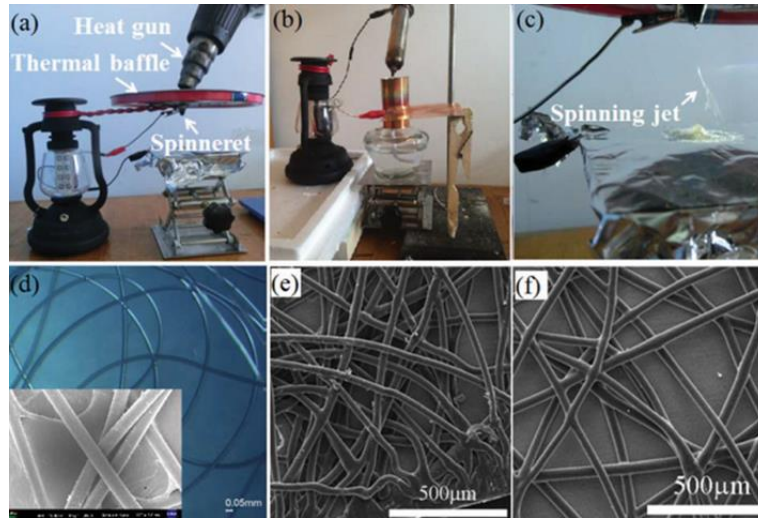 (a)
Heat gun
Thermal baffle
Spinneret
(b)
(c)
Spinning jet
(d)
0.05mm
(e)
500μm
(f)
500μm